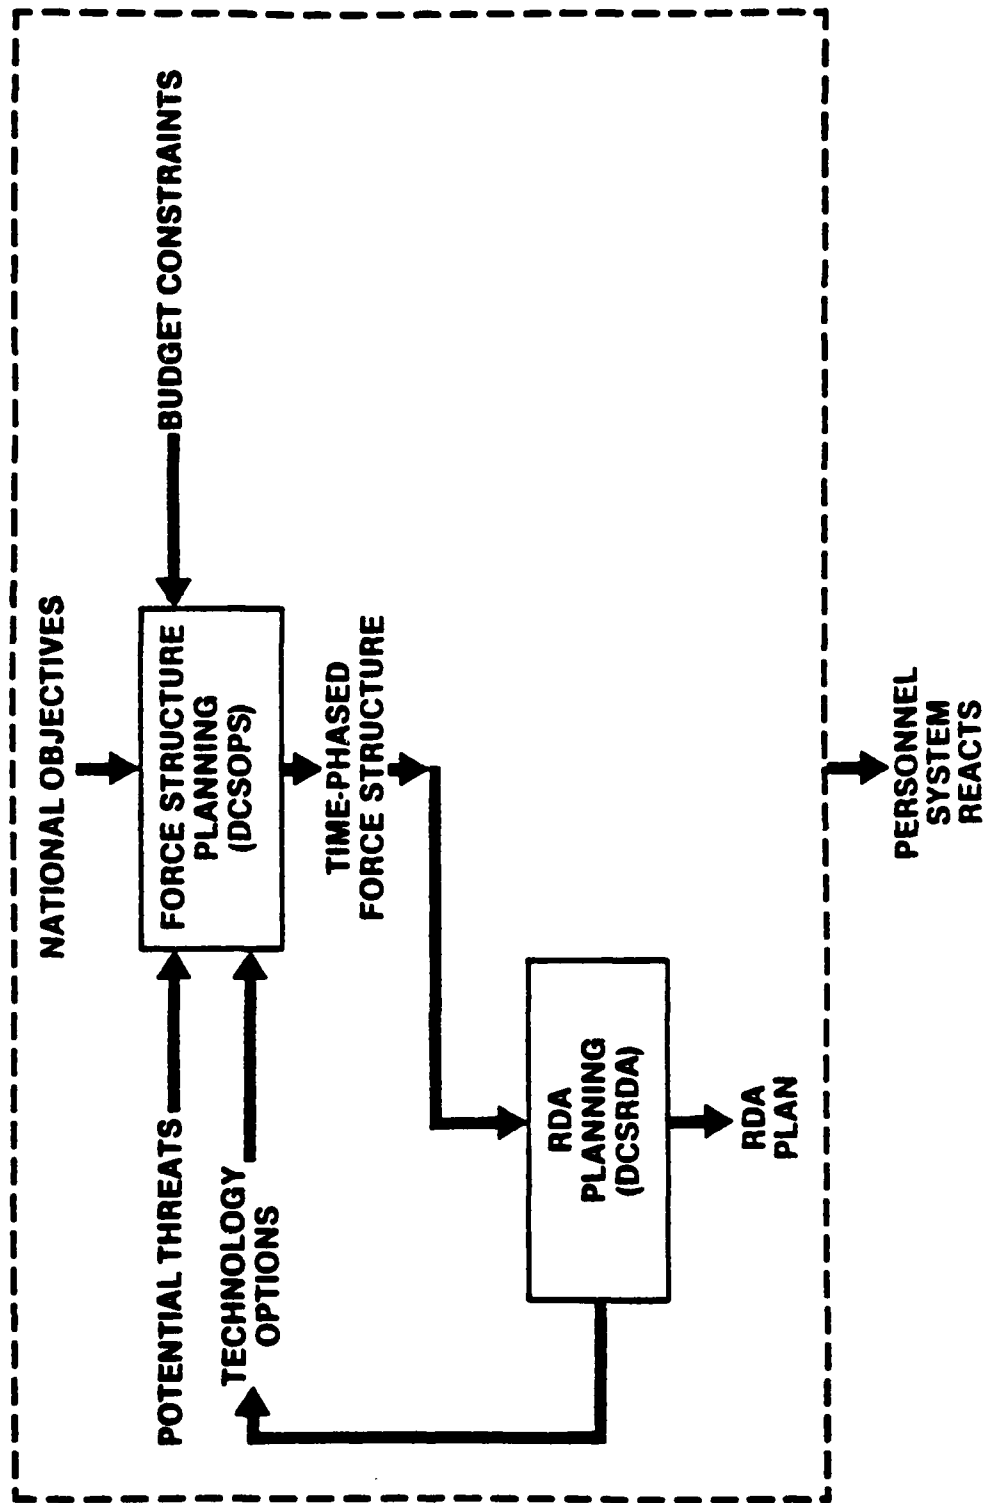 NATIONAL OBJECTIVES
POTENTIAL THREATS
FORCE STRUCTURE
PLANNING
(DCSOPS)
BUDGET CONSTRAINTS
TECHNOLOGY
OPTIONS
TIME-PHASED
FORCE STRUCTURE
RDA
PLANNING
(DCSRDA)
RDA
PLAN
PERSONNEL
SYSTEM
REACTS